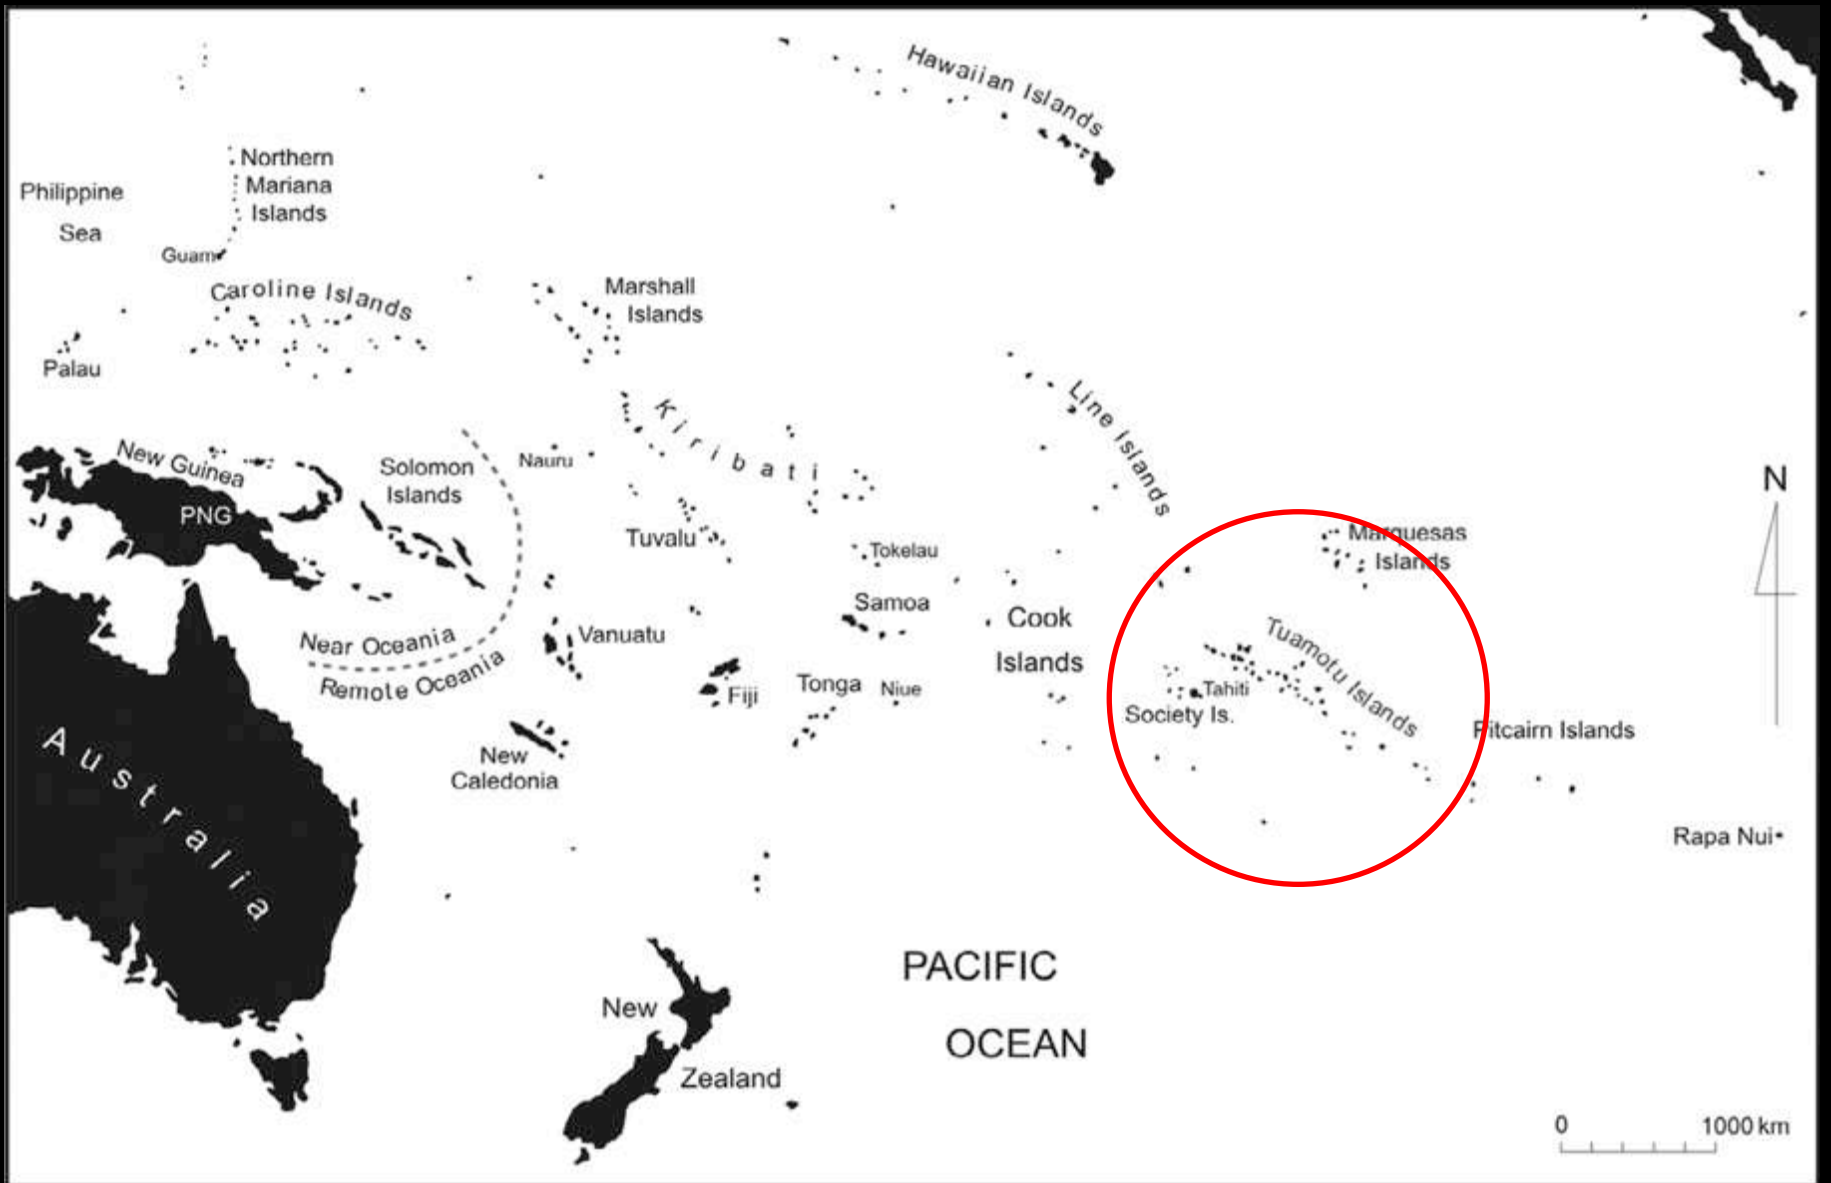 Hawaiian Islands
Northern
Mariana
Islands
Philippine
Sea
Guam
Caroline Islands
Marshall
Islands
Palau
Line Islands
Kiribati
New Guinea
Solomon
Islands
Nauru
PNG
Tuvalu
Tokelau
Marquesas
Islands
N
Samoa
Cook
Islands
Near Oceania
Remote Oceania
Vanuatu
Fiji
Tonga
Niue
Tahiti
Society Is.
Tuamotu Islands
Pitcairn Islands
New
Caledonia
Australia
Rapa Nui
PACIFIC
OCEAN
New
Zealand
0 1000 km